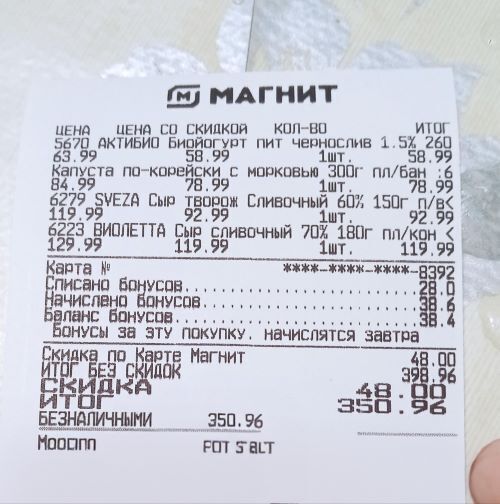 МАГНИТ
ЦЕНА ЦЕНА СО СКИДКОЙ КОЛ-ВО ИТОГ
5670 АКТИБИО Биойогурт пит чернослив 1.5% 260
63.99 58.99 1шт. 58.99
Капуста по-корейски с морковью 300г пл/бан :6
84.99 78.99 1шт. 78.99
6279 SVEZA Сыр творож Сливочный 60% 150г п/в<
119.99 92.99 1шт. 92.99
6223 ВИОЛЕТТА Сыр сливочный 70% 180г пл/кон <
129.99 119.99 1шт. 119.99
Карта № ****-****-****-8392
Списано бонусов 28.0
Начислено бонусов 38.6
Баланс бонусов 38.4
Бонусы за эту покупку. начислятся завтра
Скидка по Карте Магнит 48.00
ИТОГ БЕЗ СКИДОК 398.96
СКИДКА 48.00
ИТОГ 350.96
БЕЗНАЛИЧНЫМИ 350.96